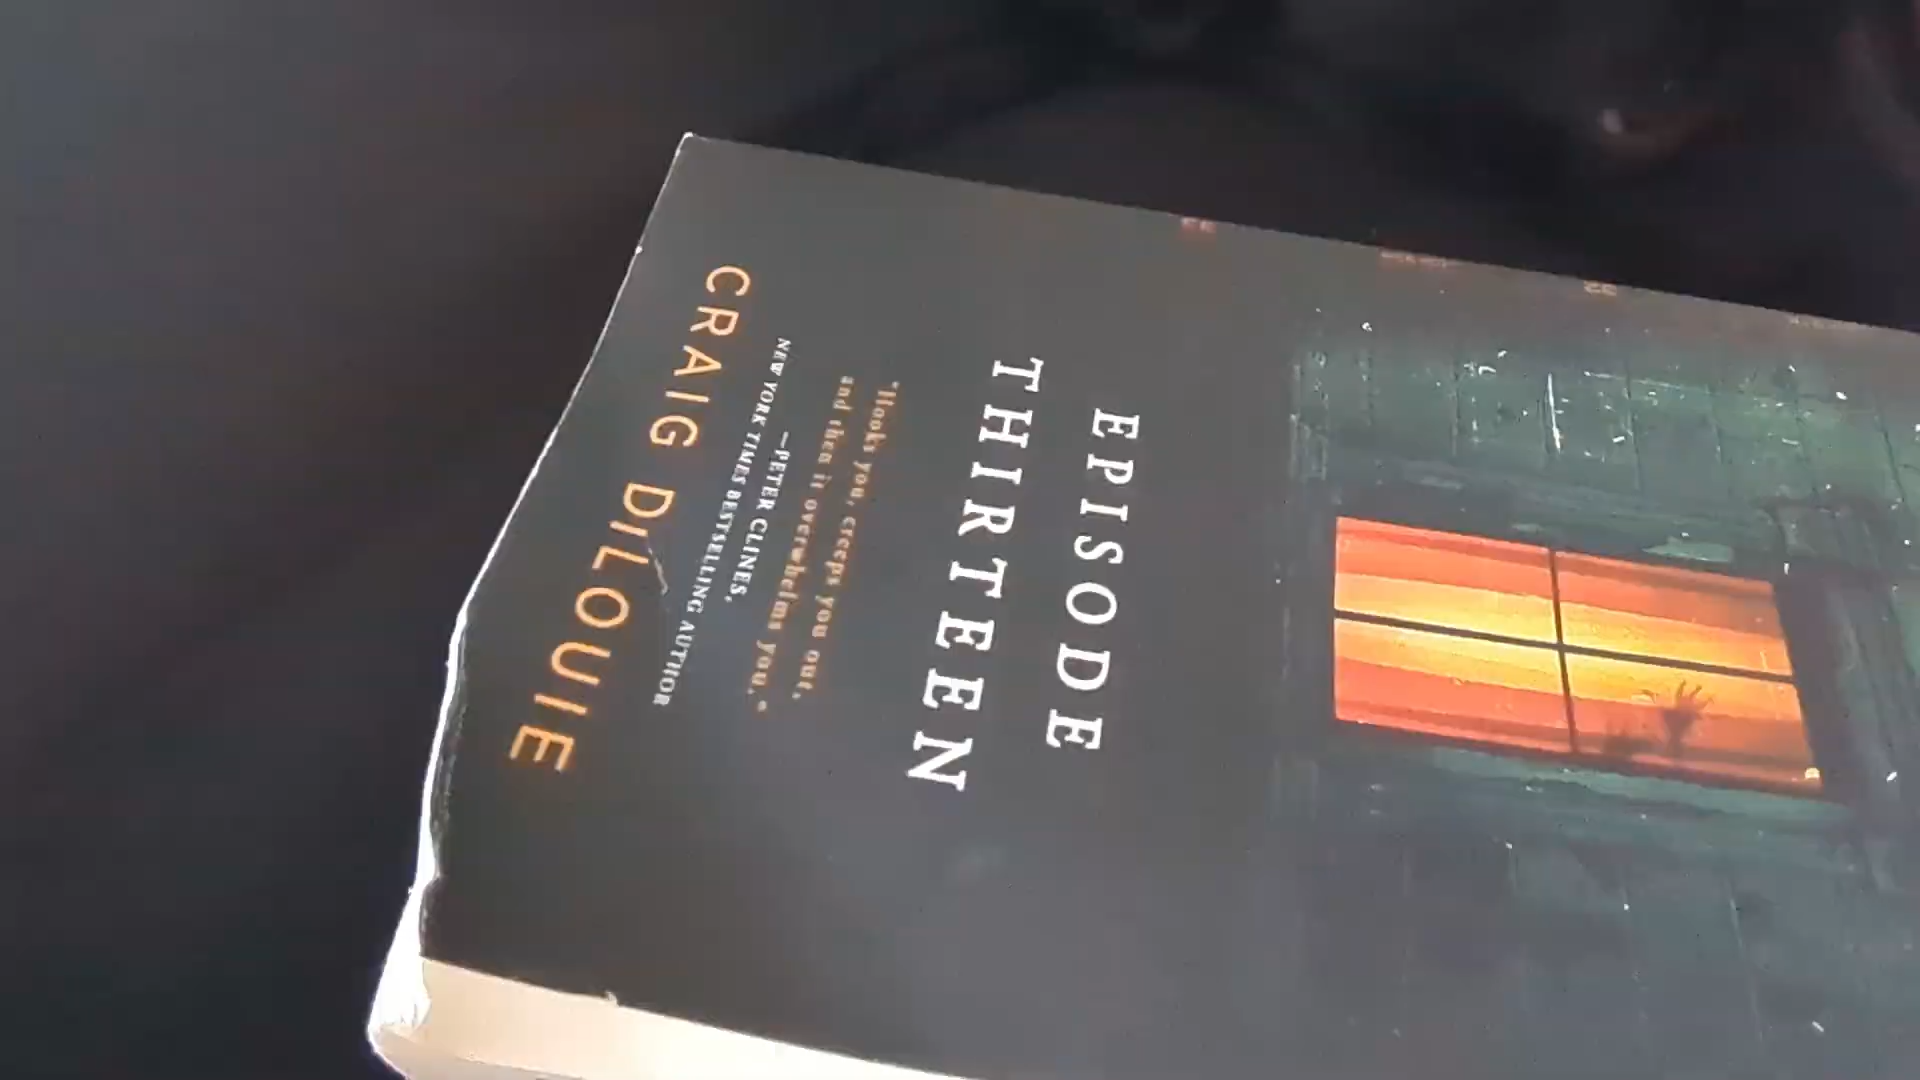 EPISODE
THIRTEEN
"Hooks you, creeps you out,
and then it overwhelms you."
—PETER CLINES,
NEW YORK TIMES BESTSELLING AUTHOR
CRAIG DILOUIE